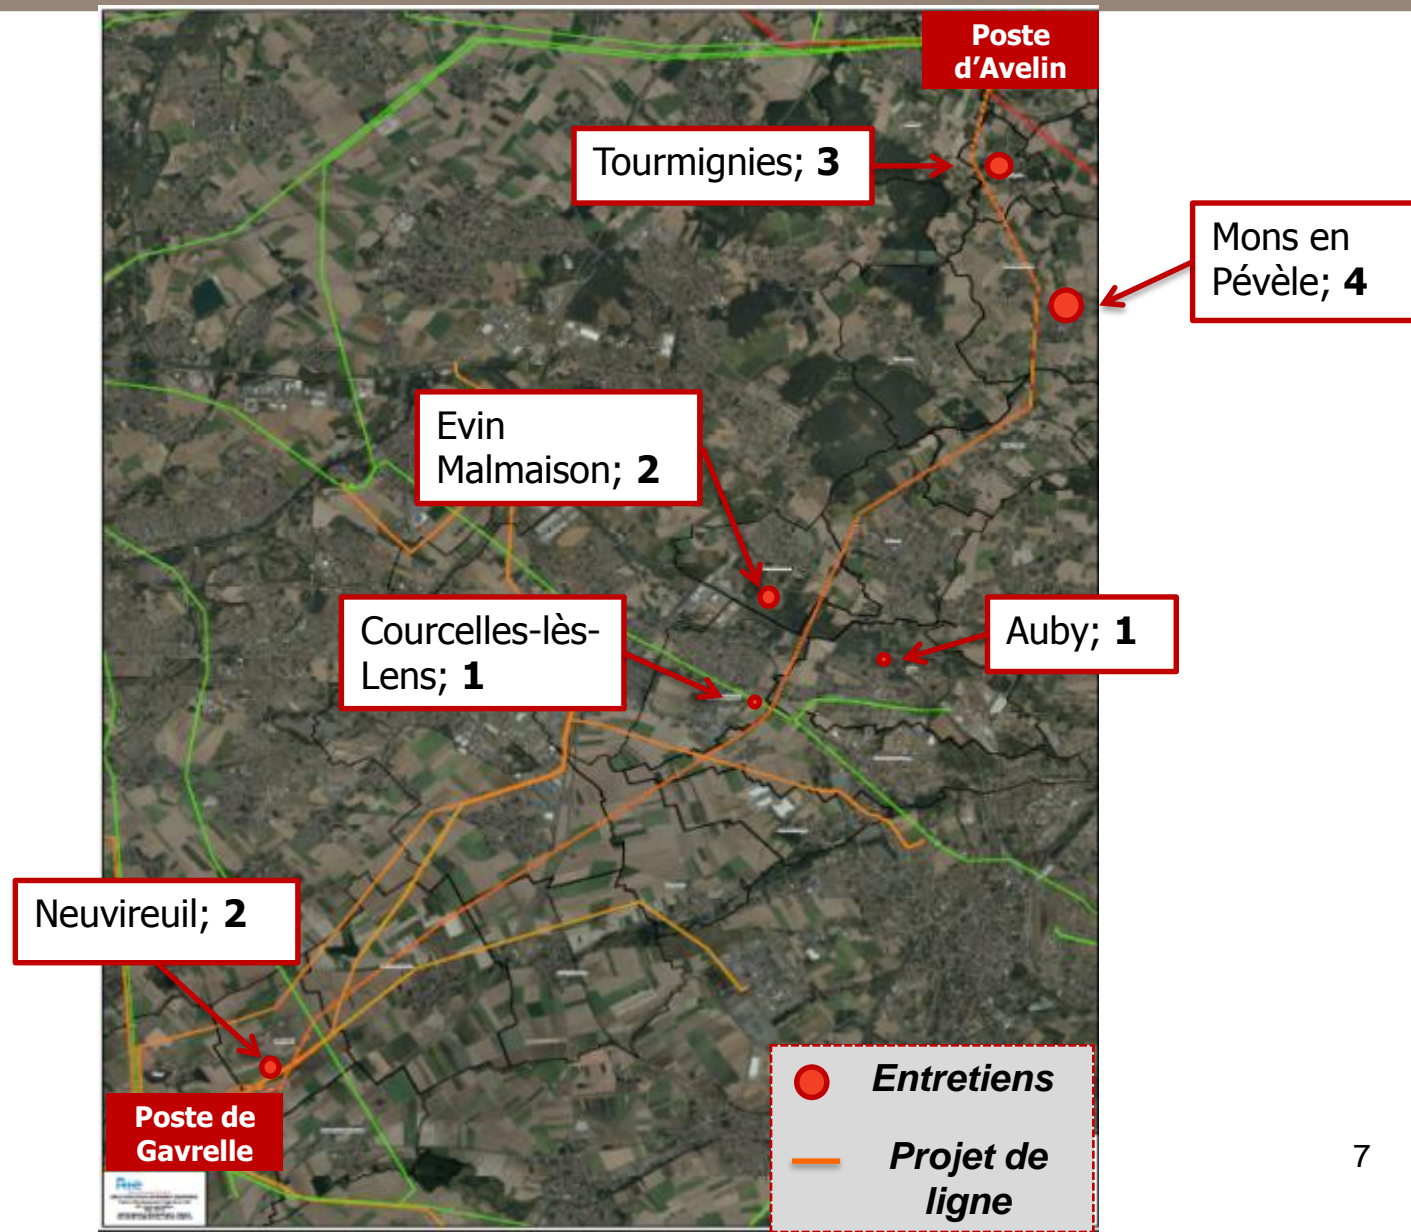 Poste
d'Avelin
Tourmignies; 3
Mons en
Pévèle; 4
Evin
Malmaison; 2
Courcelles-lès-
Lens; 1
Auby; 1
Neuvireuil; 2
Poste de
Gavrelle
Entretiens
Projet de
ligne
7
Rte